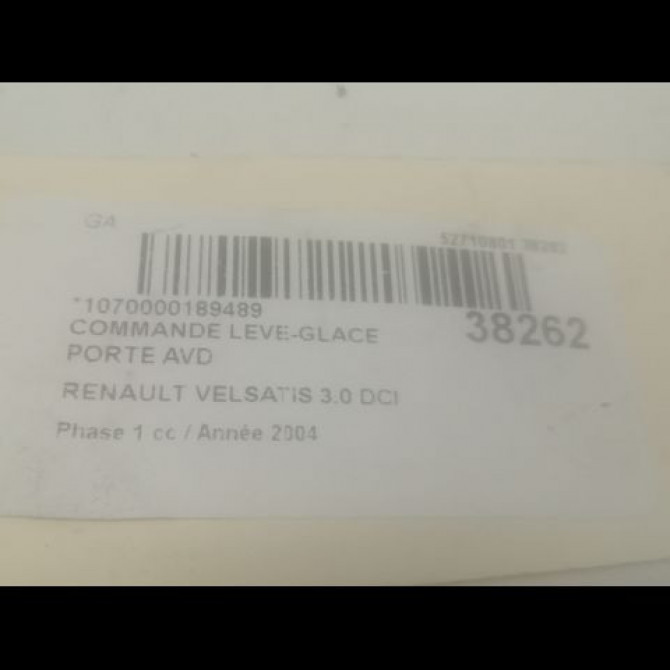 G4
*1070000189489
38262
COMMANDE LEVE-GLACE
PORTE AVD
RENAULT VELSATIS 3.0 DCI
Phase 1 cc / Année 2004